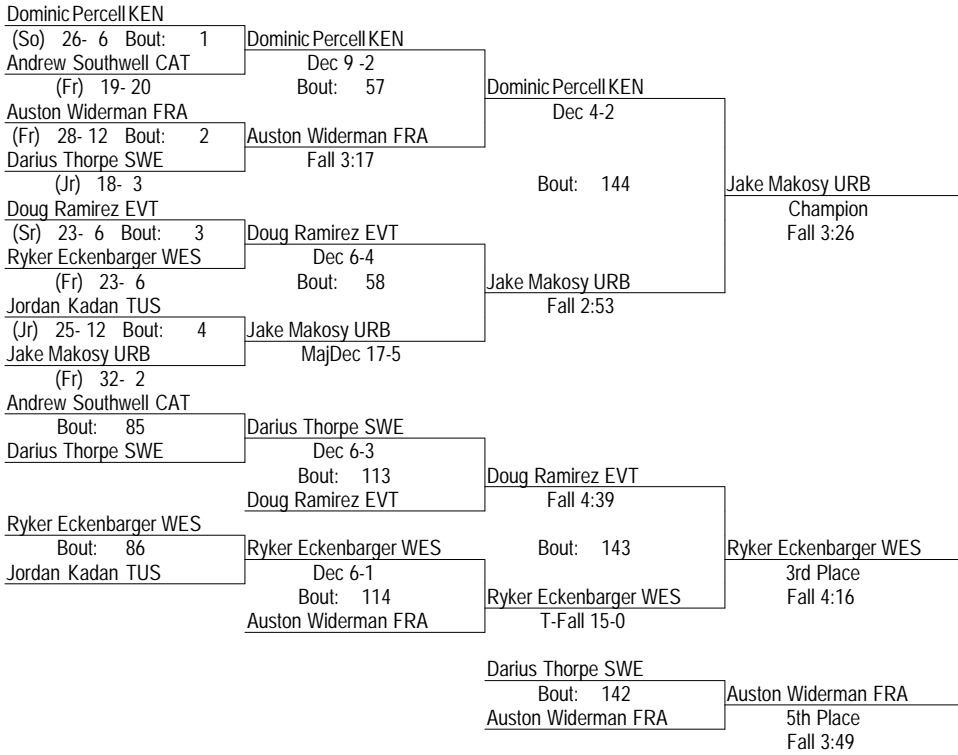 Dominic Percell KEN
(So) 26- 6 Bout: 1
Dominic Percell KEN
Andrew Southwell CAT
Dec 9 -2
(Fr) 19- 20
Bout: 57
Dominic Percell KEN
Auston Widerman FRA
Dec 4-2
(Fr) 28- 12 Bout: 2
Auston Widerman FRA
Darius Thorpe SWE
Fall 3:17
(Jr) 18- 3
Bout: 144
Jake Makosy URB
Doug Ramirez EVT
Champion
(Sr) 23- 6 Bout: 3
Doug Ramirez EVT
Fall 3:26
Ryker Eckenbarger WES
Dec 6-4
(Fr) 23- 6
Bout: 58
Jake Makosy URB
Jordan Kadan TUS
Fall 2:53
(Jr) 25- 12 Bout: 4
Jake Makosy URB
Jake Makosy URB
MajDec 17-5
(Fr) 32- 2
Andrew Southwell CAT
Bout: 85
Darius Thorpe SWE
Darius Thorpe SWE
Dec 6-3
Bout: 113
Doug Ramirez EVT
Doug Ramirez EVT
Fall 4:39
Ryker Eckenbarger WES
Bout: 86
Ryker Eckenbarger WES
Bout: 143
Ryker Eckenbarger WES
Jordan Kadan TUS
Dec 6-1
3rd Place
Bout: 114
Ryker Eckenbarger WES
Fall 4:16
Auston Widerman FRA
T-Fall 15-0
Darius Thorpe SWE
Bout: 142
Auston Widerman FRA
Auston Widerman FRA
5th Place
Fall 3:49